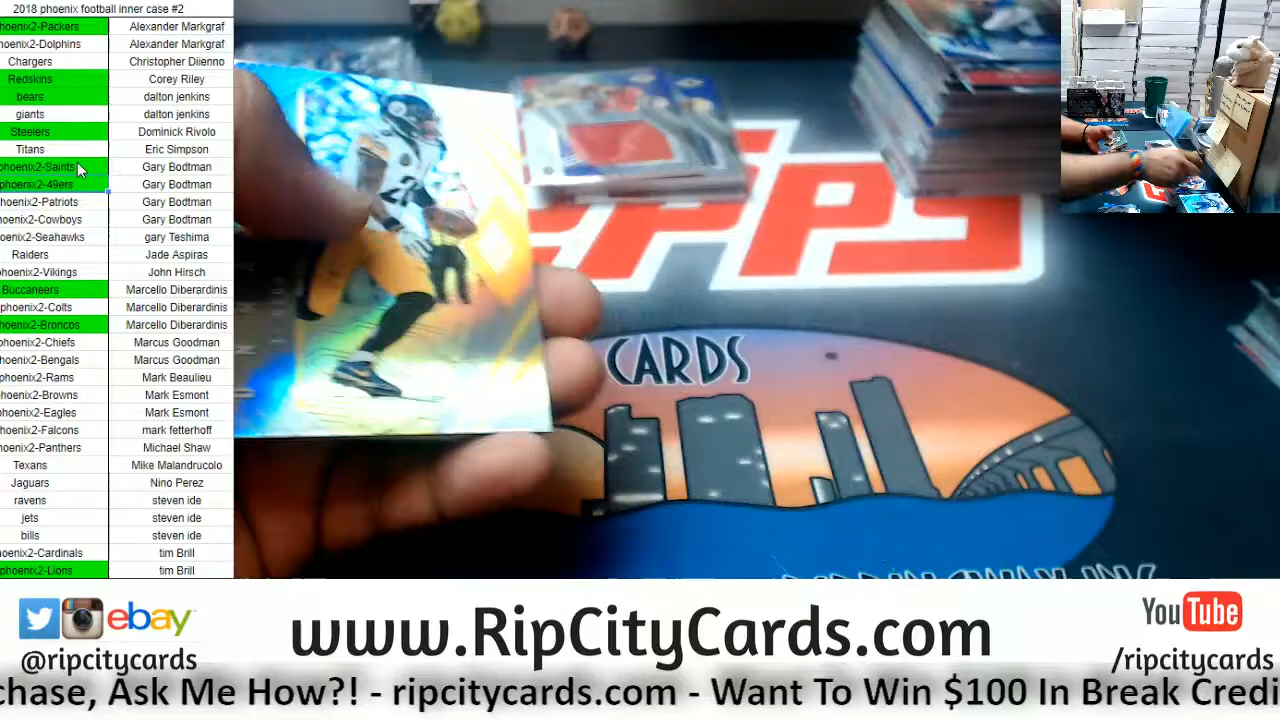 2018 phoenix football inner case #2
hoenix2-Packers Alexander Markgraf
hoenix2-Dolphins Alexander Markgraf
Chargers Christopher Diienno
Redskins Corey Riley
bears dalton jenkins
giants dalton jenkins
Steelers Dominick Rivolo
Titans Eric Simpson
phoenix2-Saints Gary Bodtman
phoenix2-49ers Gary Bodtman
hoenix2-Patriots Gary Bodtman
hoenix2-Cowboys Gary Bodtman
oenix2-Seahawks gary Teshima
Raiders Jade Aspiras
hoenix2-Vikings John Hirsch
Buccaneers Marcello Diberardinis
phoenix2-Colts Marcello Diberardinis
hoenix2-Broncos Marcello Diberardinis
phoenix2-Chiefs Marcus Goodman
hoenix2-Bengals Marcus Goodman
phoenix2-Rams Mark Beaulieu
hoenix2-Browns Mark Esmont
hoenix2-Eagles Mark Esmont
hoenix2-Falcons mark fetterhoff
hoenix2-Panthers Michael Shaw
Texans Mike Malandrucolo
Jaguars Nino Perez
ravens steven ide
jets steven ide
bills steven ide
oenix2-Cardinals tim Brill
phoenix2-Lions tim Brill
CARDS
ebay
@ripcitycards
www.RipCityCards.com
YouTube
/ripcitycards
chase, Ask Me How?! - ripcitycards.com - Want To Win $100 In Break Credi